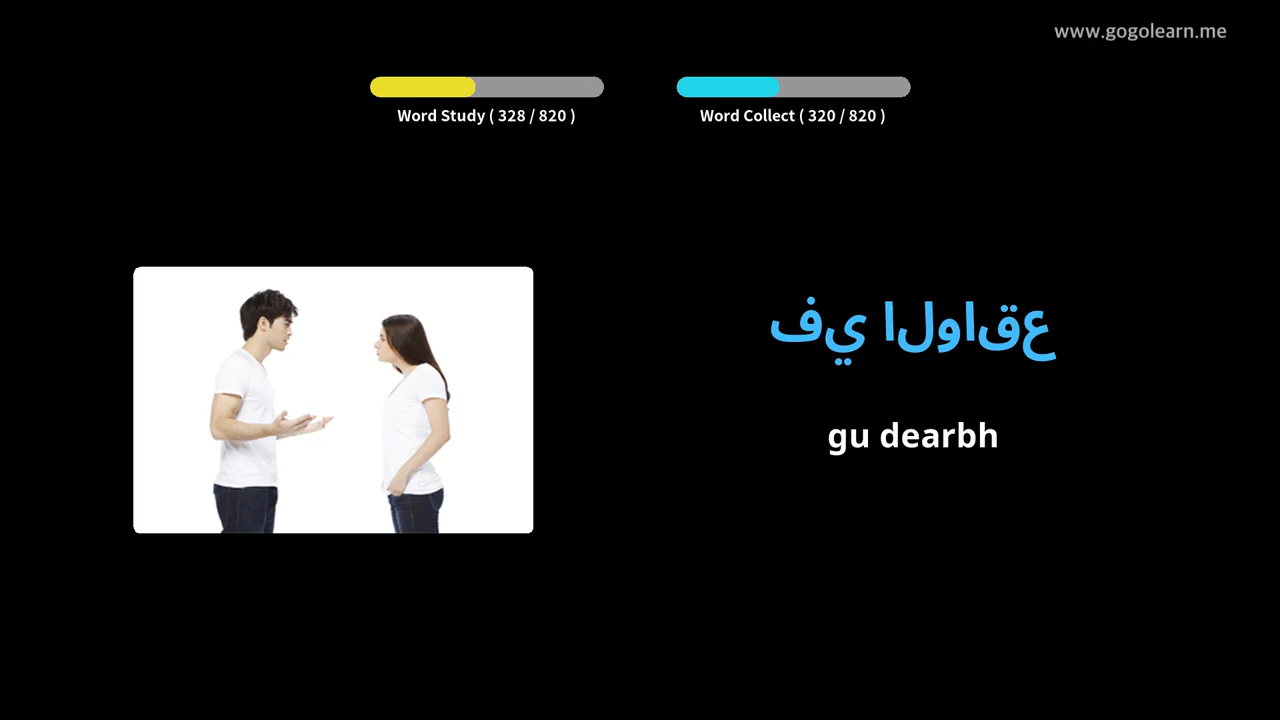 www.gogolearn.me
Word Study ( 328 / 820 )
Word Collect ( 320 / 820 )
في الواقع
gu dearbh